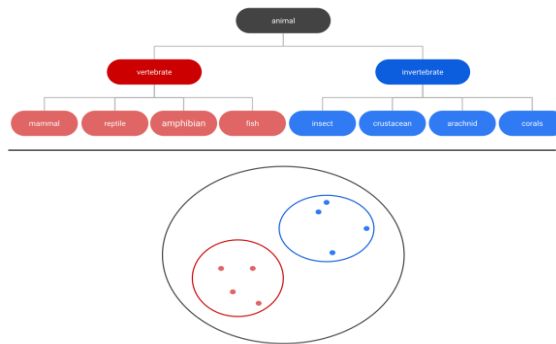 animal
vertebrate
invertebrate
mammal
reptile
amphibian
fish
insect
crustacean
arachnid
corals